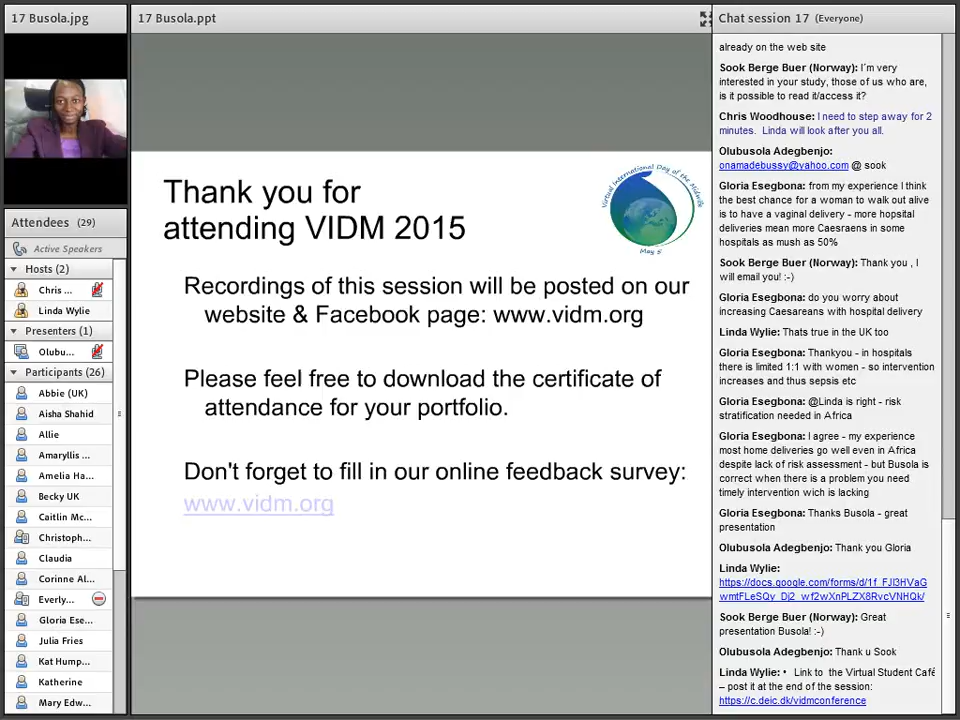 17 Busola.jpg
Attendees (29)
Active Speakers
Hosts (2)
Chris ...
Linda Wylie
Presenters (1)
Olubu...
Participants (26)
Abbie (UK)
Aisha Shahid
Allie
Amaryllis ...
Amelia Ha...
Becky UK
Caitlin Mc...
Christoph...
Claudia
Corinne Al...
Everly...
Gloria Ese...
Julia Fries
Kat Hump...
Katherine
Mary Edw...
17 Busola.ppt
Thank you for
attending VIDM 2015
Virtual International Day of the Midwife
May 5
Recordings of this session will be posted on our
website & Facebook page: www.vidm.org
Please feel free to download the certificate of
attendance for your portfolio.
Don't forget to fill in our online feedback survey:
www.vidm.org
Chat session 17 (Everyone)
already on the web site
Sook Berge Buer (Norway): I´m very
interested in your study, those of us who are,
is it possible to read it/access it?
Chris Woodhouse: I need to step away for 2
minutes. Linda will look after you all.
Olubusola Adegbenjo:
onamadebussy@yahoo.com @ sook
Gloria Esegbona: from my experience I think
the best chance for a woman to walk out alive
is to have a vaginal delivery - more hopsital
deliveries mean more Caesraens in some
hospitals as mush as 50%
Sook Berge Buer (Norway): Thank you , I
will email you! :-)
Gloria Esegbona: do you worry about
increasing Caesareans with hospital delivery
Linda Wylie: Thats true in the UK too
Gloria Esegbona: Thankyou - in hospitals
there is limited 1:1 with women - so intervention
increases and thus sepsis etc
Gloria Esegbona: @Linda is right - risk
stratification needed in Africa
Gloria Esegbona: I agree - my experience
most home deliveries go well even in Africa
despite lack of risk assessment - but Busola is
correct when there is a problem you need
timely intervention wich is lacking
Gloria Esegbona: Thanks Busola - great
presentation
Olubusola Adegbenjo: Thank you Gloria
Linda Wylie:
https://docs.google.com/forms/d/1f_FJI3HVaG
wmtFLeSQy_Dj2_wf2wXnPLZX8RvcVNHQk/
Sook Berge Buer (Norway): Great
presentation Busola! :-)
Olubusola Adegbenjo: Thank u Sook
Linda Wylie: • Link to the Virtual Student Café
– post it at the end of the session:
https://c.deic.dk/vidmconference